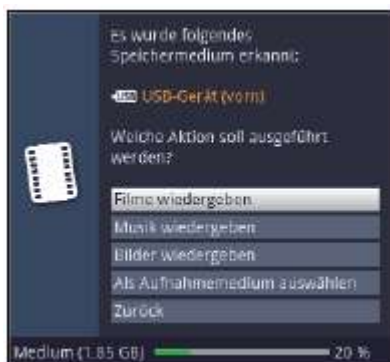 Es wurde folgendes
Speichermedium erkannt:
USB USB-Gerät (vorn)
Welche Aktion soll ausgeführt
werden?
Filme wiedergeben
Musik wiedergeben
Bilder wiedergeben
Als Aufnahmemedium auswählen
Zurück
Medium (1.85 GB) 20 %